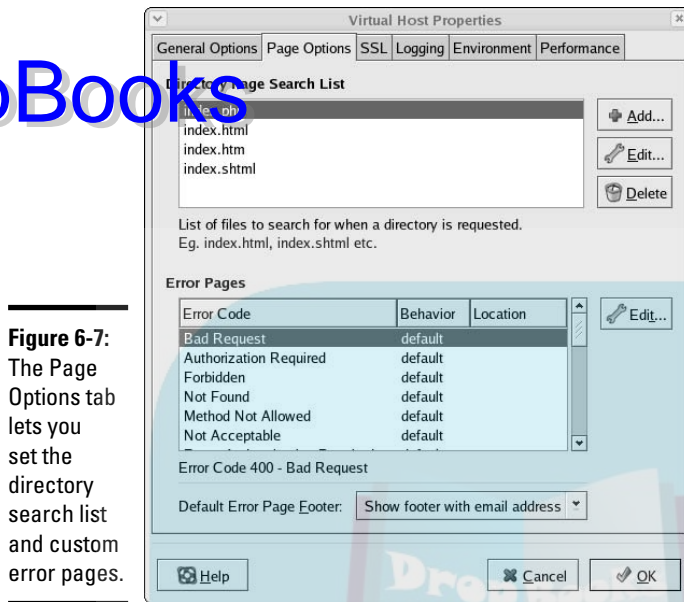 Virtual Host Properties
General Options Page Options SSL Logging Environment Performance
Directory Page Search List
index.php
index.html
index.htm
index.shtml
Add...
Edit...
Delete
List of files to search for when a directory is requested.
Eg. index.html, index.shtml etc.
Error Pages
Error Code Behavior Location
Bad Request default
Authorization Required default
Forbidden default
Not Found default
Method Not Allowed default
Not Acceptable default
Edit...
Error Code 400 - Bad Request
Default Error Page Footer: Show footer with email address
Help
Cancel
OK
Figure 6-7:
The Page
Options tab
lets you
set the
directory
search list
and custom
error pages.